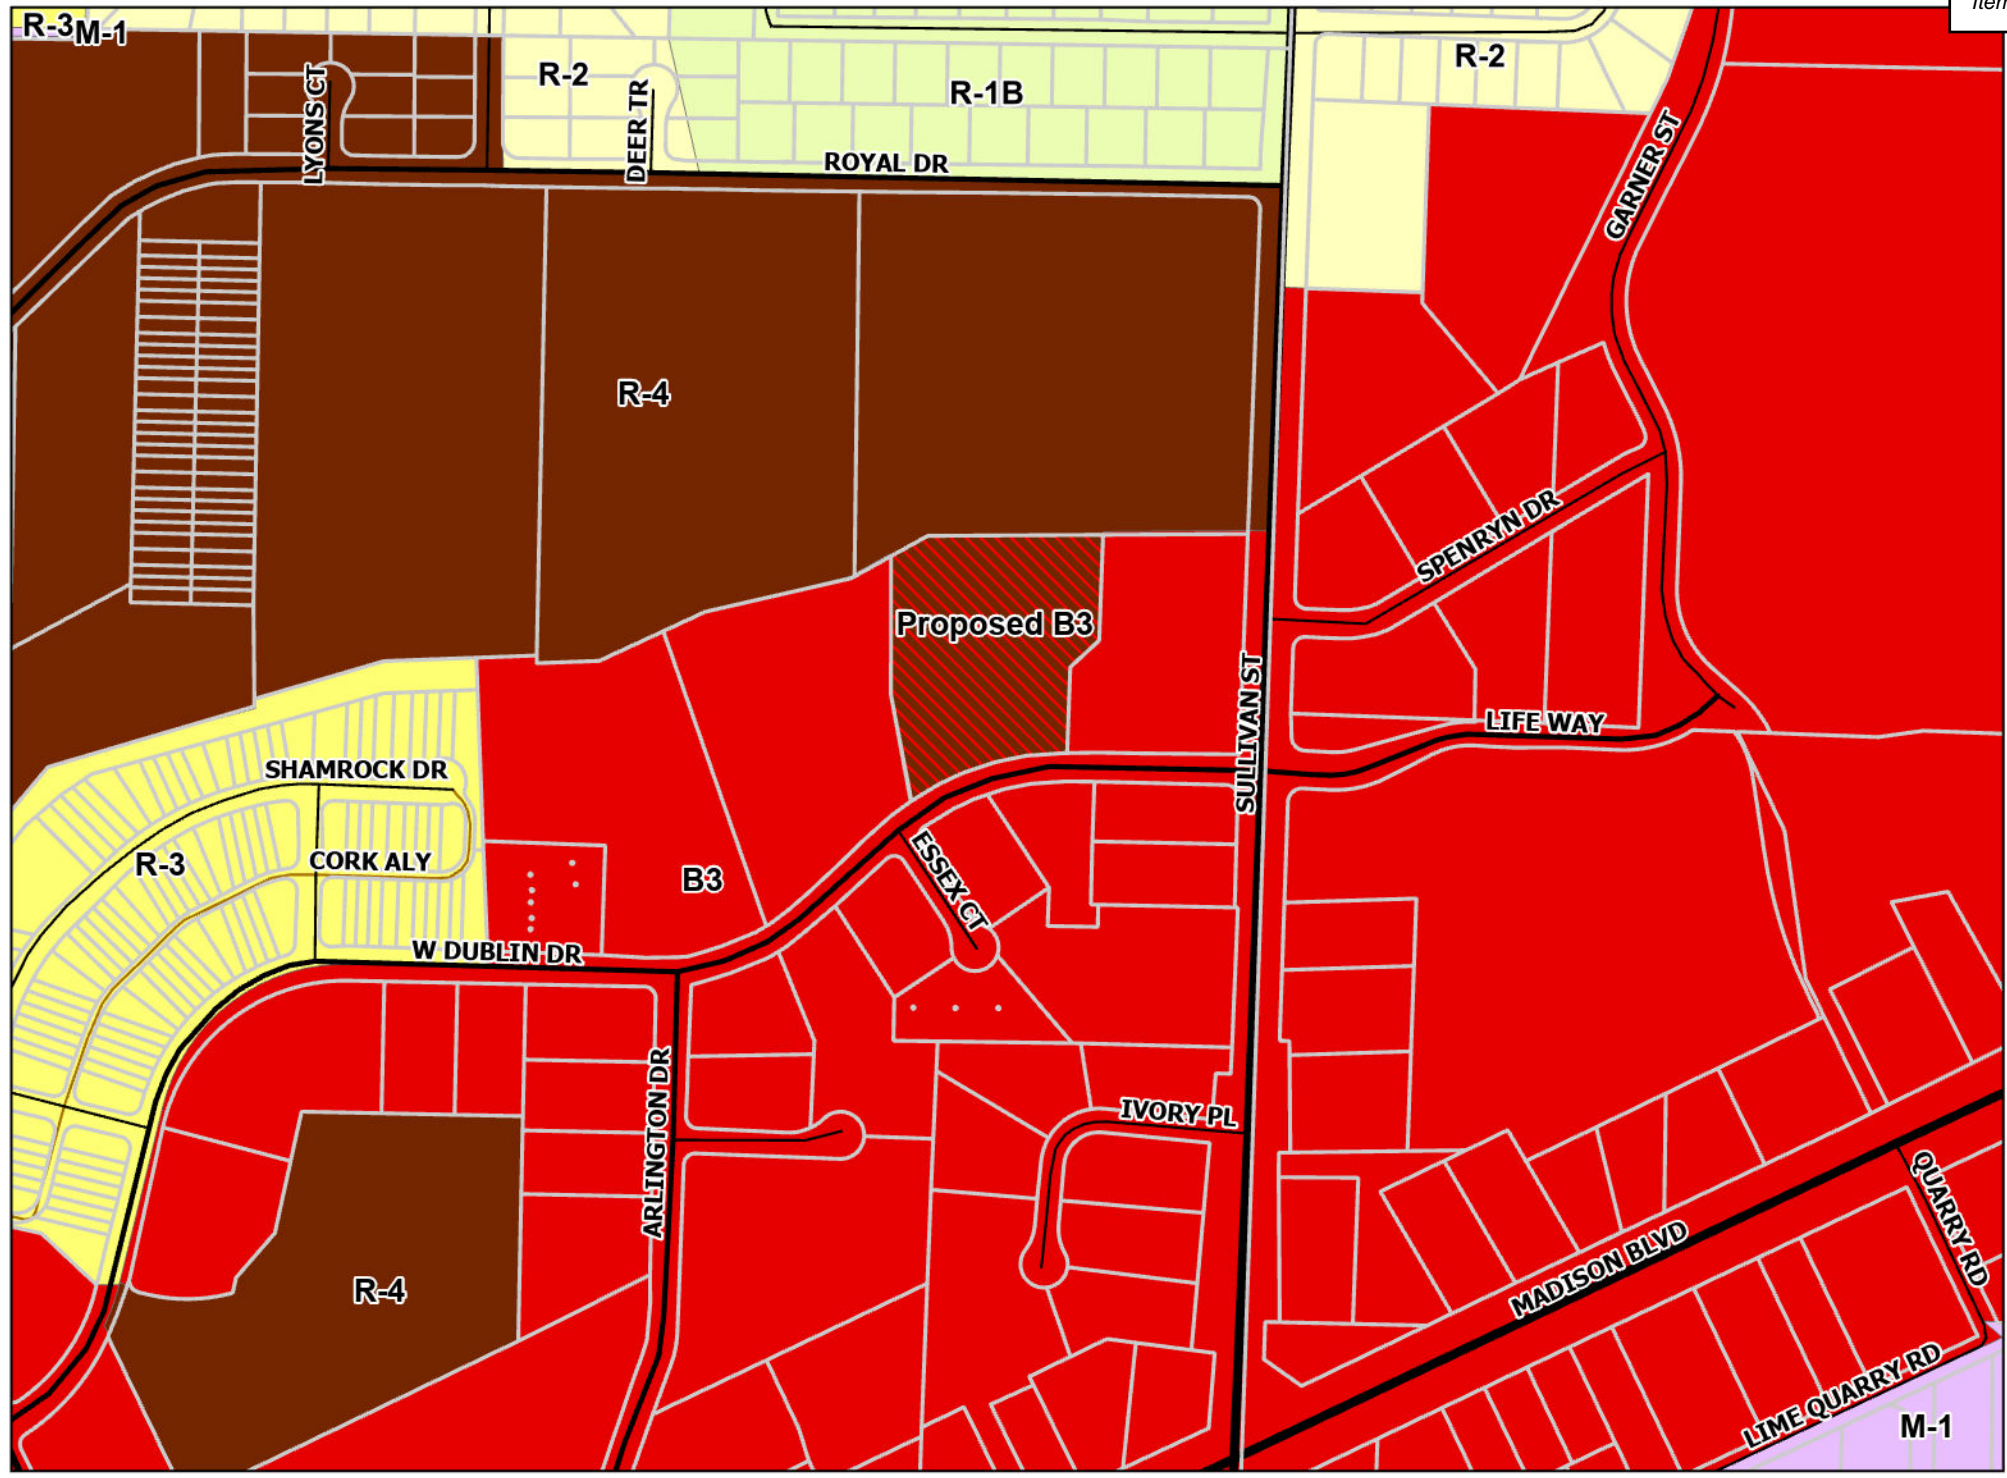 Item
R-3
M-1
R-2
R-2
R-1B
LYONS CT
DEER TR
ROYAL DR
GARNER ST
R-4
SPENRYN DR
Proposed B3
SULLIVAN ST
LIFE WAY
SHAMROCK DR
R-3
CORK ALY
B3
ESSEX CT
W DUBLIN DR
ARLINGTON DR
IVORY PL
QUARRY RD
MADISON BLVD
R-4
LIME QUARRY RD
M-1